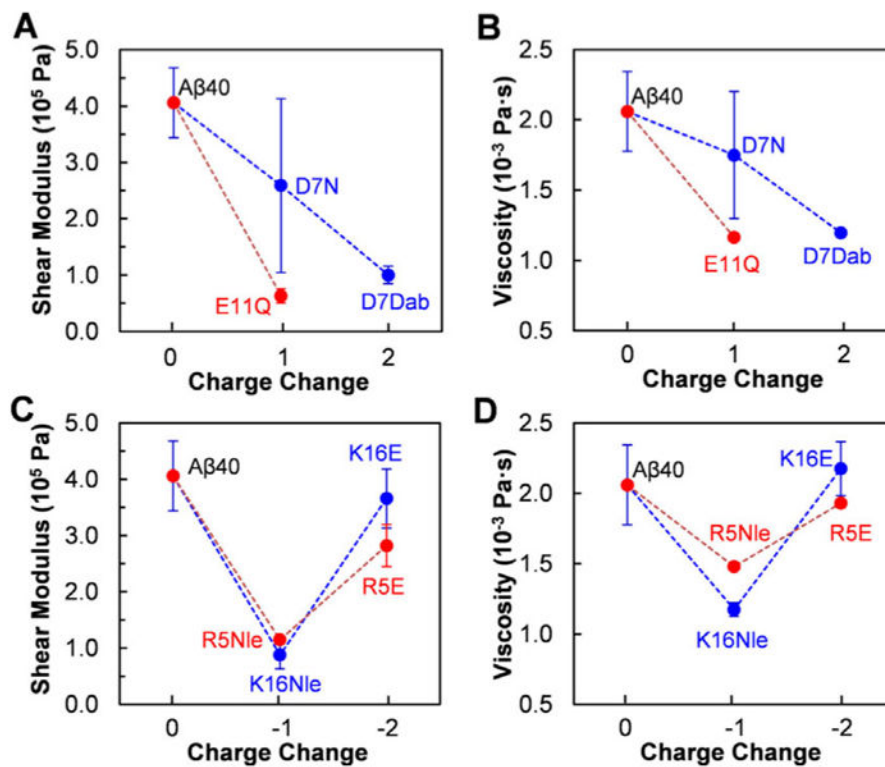 A
Shear Modulus (10⁵ Pa)
5.0
4.0
3.0
2.0
1.0
0.0
Aβ40
D7N
E11Q
D7Dab
0 1 2
Charge Change
B
Viscosity (10⁻³ Pa·s)
2.5
2.0
1.5
1.0
0.5
Aβ40
D7N
E11Q
D7Dab
0 1 2
Charge Change
C
Shear Modulus (10⁵ Pa)
5.0
4.0
3.0
2.0
1.0
0.0
Aβ40
K16E
R5E
R5Nle
K16Nle
0 -1 -2
Charge Change
D
Viscosity (10⁻³ Pa·s)
2.5
2.0
1.5
1.0
0.5
Aβ40
K16E
R5Nle
R5E
K16Nle
0 -1 -2
Charge Change